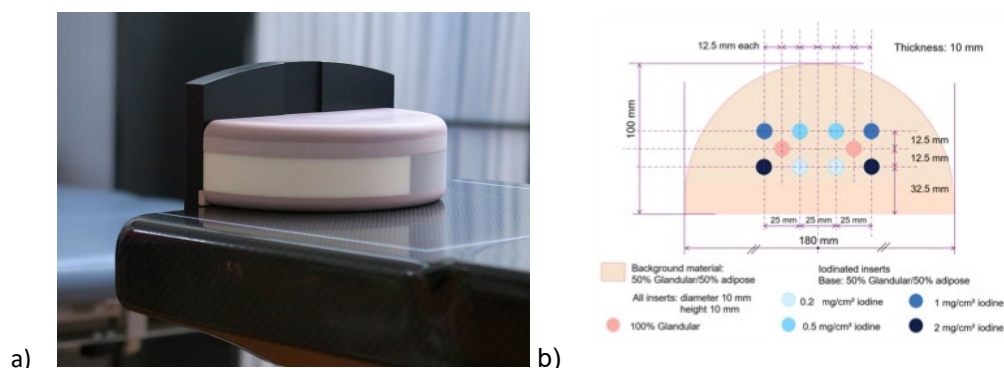 12.5 mm each
Thickness: 10 mm
100 mm
12.5 mm
12.5 mm
32.5 mm
25 mm 25 mm 25 mm
180 mm
Background material:
50% Glandular/50% adipose
Iodinated inserts
Base: 50% Glandular/50% adipose
All inserts: diameter 10 mm
height 10 mm
0.2 mg/cm² iodine
1 mg/cm² iodine
100% Glandular
0.5 mg/cm² iodine
2 mg/cm² iodine
a)
b)